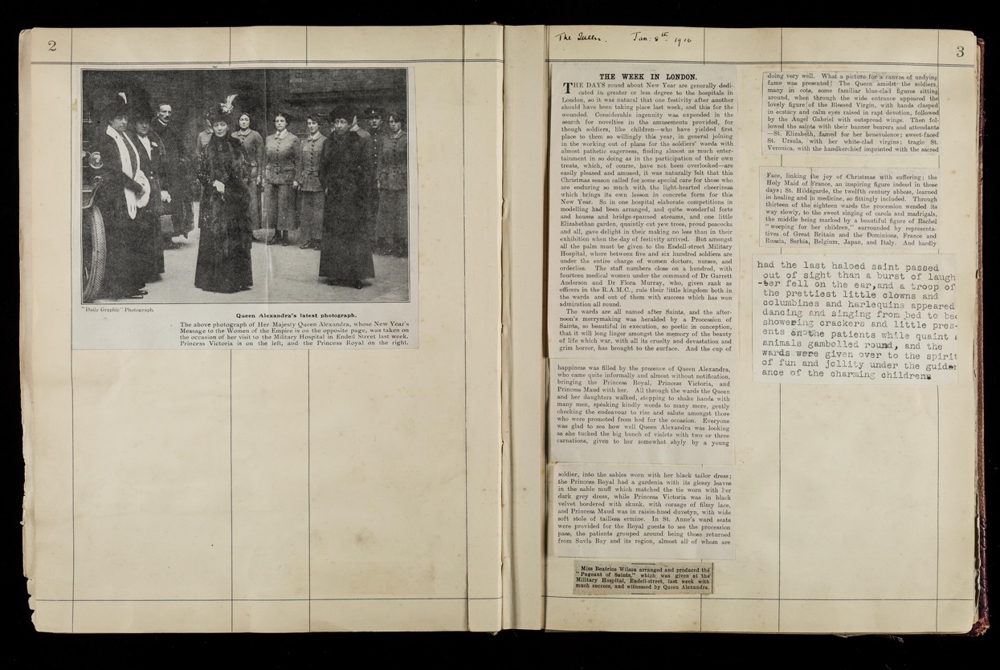 2
"Daily Graphic" Photograph.
Queen Alexandra's latest photograph.
The above photograph of Her Majesty Queen Alexandra, whose New Year's
Message to the Women of the Empire is on the opposite page, was taken on
the occasion of her visit to the Military Hospital in Endell Street last week.
Princess Victoria is on the left, and the Princess Royal on the right.
The Queen. Jan: 8th 1916
3
THE WEEK IN LONDON.
THE DAYS round about New Year are generally dedi-
cated in greater or less degree to the hospitals in
London, so it was natural that one festivity after another
should have been taking place last week, and this for the
wounded. Considerable ingenuity was expended in the
search for novelties in the amusements provided, for
though soldiers, like children—who have yielded first
place to them so willingly this year, in general joining
in the working out of plans for the soldiers' wards with
almost pathetic eagerness, finding almost as much enter-
tainment in so doing as in the participation of their own
treats, which, of course, have not been overlooked—are
easily pleased and amused, it was naturally felt that this
Christmas season called for some special care for those who
are enduring so much with the light-hearted cheeriness
which brings its own lesson in concrete form for this
New Year. So in one hospital elaborate competitions in
modelling had been arranged, and quite wonderful forts
and houses and bridge-spanned streams, and one little
Elizabethan garden, quaintly cut yew trees, proud peacocks
and all, gave delight in their making no less than in their
exhibition when the day of festivity arrived. But amongst
all the palm must be given to the Endell-street Military
Hospital, where between five and six hundred soldiers are
under the entire charge of women doctors, nurses, and
orderlies. The staff numbers close on a hundred, with
fourteen medical women under the command of Dr Garrett
Anderson and Dr Flora Murray, who, given rank as
officers in the R.A.M.C., rule their little kingdom both in
the wards and out of them with success which has won
admiration all round.
The wards are all named after Saints, and the after-
noon's merrymaking was heralded by a Procession of
Saints, so beautiful in execution, so poetic in conception,
that it will long linger amongst the memory of the beauty
of life which war, with all its cruelty and devastation and
grim horror, has brought to the surface. And the cup of
happiness was filled by the presence of Queen Alexandra,
who came quite informally and almost without notification,
bringing the Princess Royal, Princess Victoria, and
Princess Maud with her. All through the wards the Queen
and her daughters walked, stopping to shake hands with
many men, speaking kindly words to many more, gently
checking the endeavour to rise and salute amongst those
who were promoted from bed for the occasion. Everyone
was glad to see how well Queen Alexandra was looking
as she tucked the big bunch of violets with two or three
carnations, given to her somewhat shyly by a young
soldier, into the sables worn with her black tailor dress;
the Princess Royal had a gardenia with its glossy leaves
in the sable muff which matched the tie worn with her
dark grey dress, while Princess Victoria was in black
velvet bordered with skunk, with corsage of filmy lace,
and Princess Maud was in raisin-hued duvetyn, with wide
soft stole of tailless ermine. In St. Anne's ward seats
were provided for the Royal guests to see the procession
pass, the patients grouped around being those returned
from Suvla Bay and its region, almost all of whom are
Miss Beatrice Wilson arranged and produced the
"Pageant of Saints," which was given at the
Military Hospital, Endell-street, last week with
much success, and witnessed by Queen Alexandra.
doing very well. What a picture for a canvas of undying
fame was presented! The Queen amidst the soldiers,
many in cots, some familiar blue-clad figures sitting
around, when through the wide entrance appeared the
lovely figure of the Blessed Virgin, with hands clasped
in ecstacy and calm eyes raised in rapt devotion, followed
by the Angel Gabriel with outspread wings. Then fol-
lowed the saints with their banner bearers and attendants
—St. Elizabeth, famed for her benevolence; sweet-faced
St. Ursula, with her white-clad virgins; tragic St.
Veronica, with the handkerchief imprinted with the sacred
Face, linking the joy of Christmas with suffering; the
Holy Maid of France, an inspiring figure indeed in these
days; St. Hildegarde, the twelfth century abbess, learned
in healing and in medicine, so fittingly included. Through
thirteen of the eighteen wards the procession wended its
way slowly, to the sweet singing of carols and madrigals,
the middle being marked by a beautiful figure of Rachel
"weeping for her children," surrounded by representa-
tives of Great Britain and the Dominions, France and
Russia, Serbia, Belgium, Japan, and Italy. And hardly
had the last haloed saint passed
out of sight than a burst of laugh
-ter fell on the ear,and a troop of
the prettiest little clowns and
columbines and harlequins appeared
dancing and singing from bed to bed
showering crackers and little pres-
ents on the patients while quaint
animals gambolled round, and the
wards were given over to the spirit
of fun and jollity under the guid
ance of the charming children